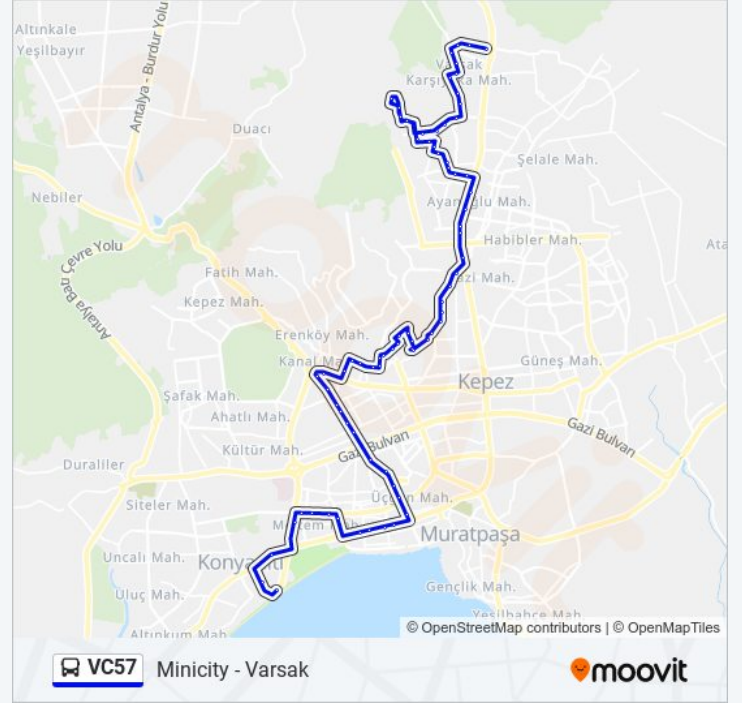 Altınkale
Yeşilbayır
Antalya - Burdur Yolu
Varsak
Karşıyaka Mah.
Duacı
Şelale Mah.
Nebiler
Ayanoğlu Mah.
Antalya Batı Çevre Yolu
Habibler Mah.
Ata
Fatih Mah.
Gazi Mah.
Kepez Mah.
Erenköy Mah.
Kanal Mah.
Güneş Mah.
Kepez
Şafak Mah.
Ahatlı Mah.
Gazi Bulvarı
Gazi Bulvarı
Kültür Mah.
Duraliler
Üçgen Mah.
Siteler Mah.
Meltem Mah.
Muratpaşa
Uncalı Mah.
Konyaaltı
Uluç Mah.
Gençlik Mah.
Yeşilbahçe Mah.
Altınkum Mah.
© OpenStreetMap contributors | © OpenMapTiles
VC57 Minicity - Varsak
moovit